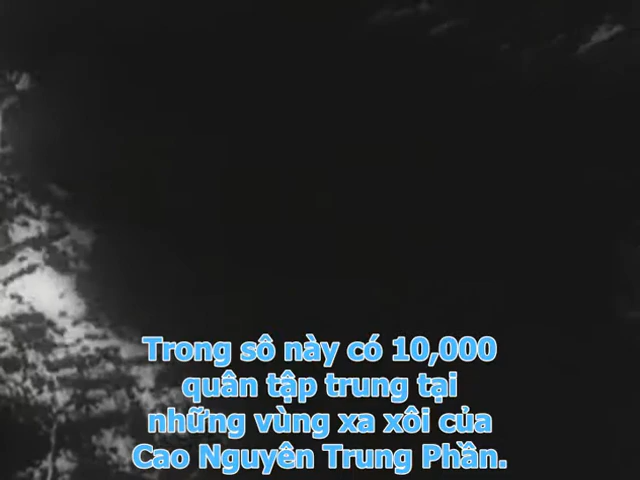 Trong sô này có 10,000
quân tập trung tại
những vùng xa xôi của
Cao Nguyên Trung Phần.